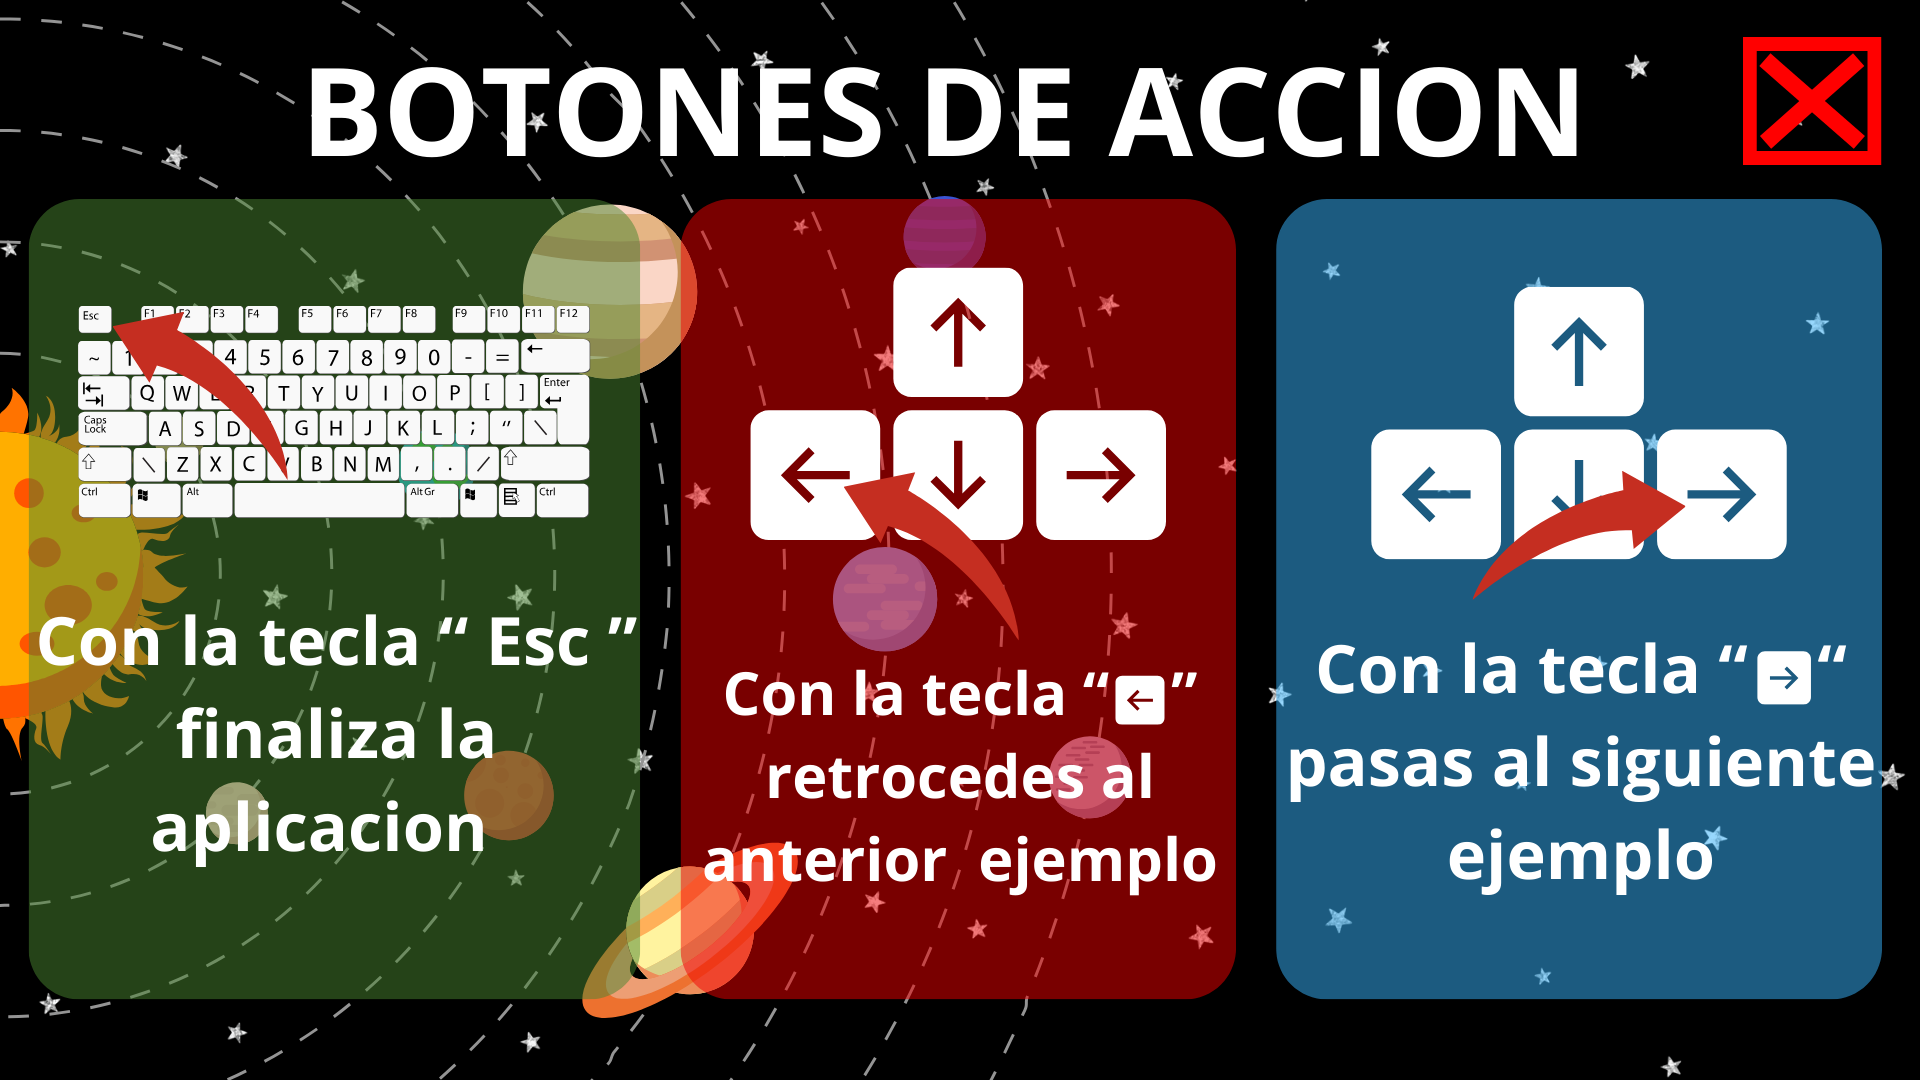 BOTONES DE ACCION
Esc F1 F2 F3 F4 F5 F6 F7 F8 F9 F10 F11 F12
~ 1 4 5 6 7 8 9 0 - = ←
Q W T Y U I O P [ ] Enter
Caps Lock A S D G H J K L ; " \
\ Z X C V B N M , . /
Ctrl Alt Alt Gr Ctrl
↑
← ↓ →
↑
← ↓ →
Con la tecla “ Esc ”
finaliza la
aplicacion
Con la tecla “←”
retrocedes al
anterior ejemplo
Con la tecla “→“
pasas al siguiente
ejemplo